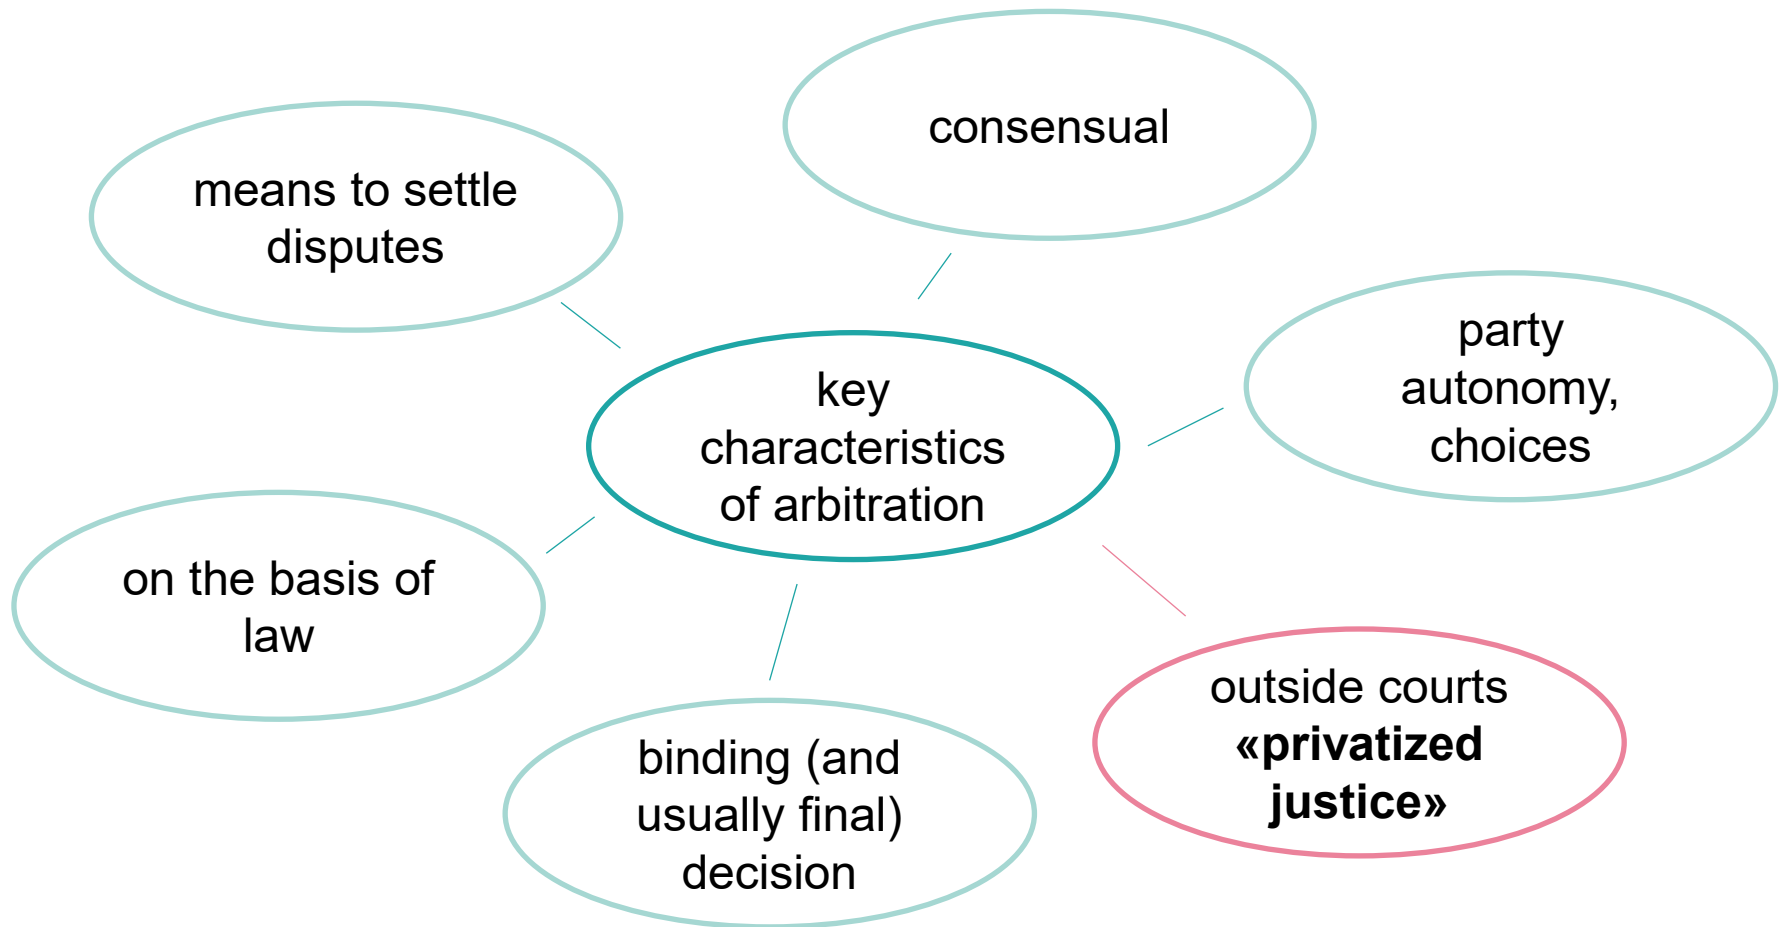 consensual
means to settle
disputes
party
autonomy,
choices
key
characteristics
of arbitration
on the basis of
law
outside courts
«privatized
justice»
binding (and
usually final)
decision